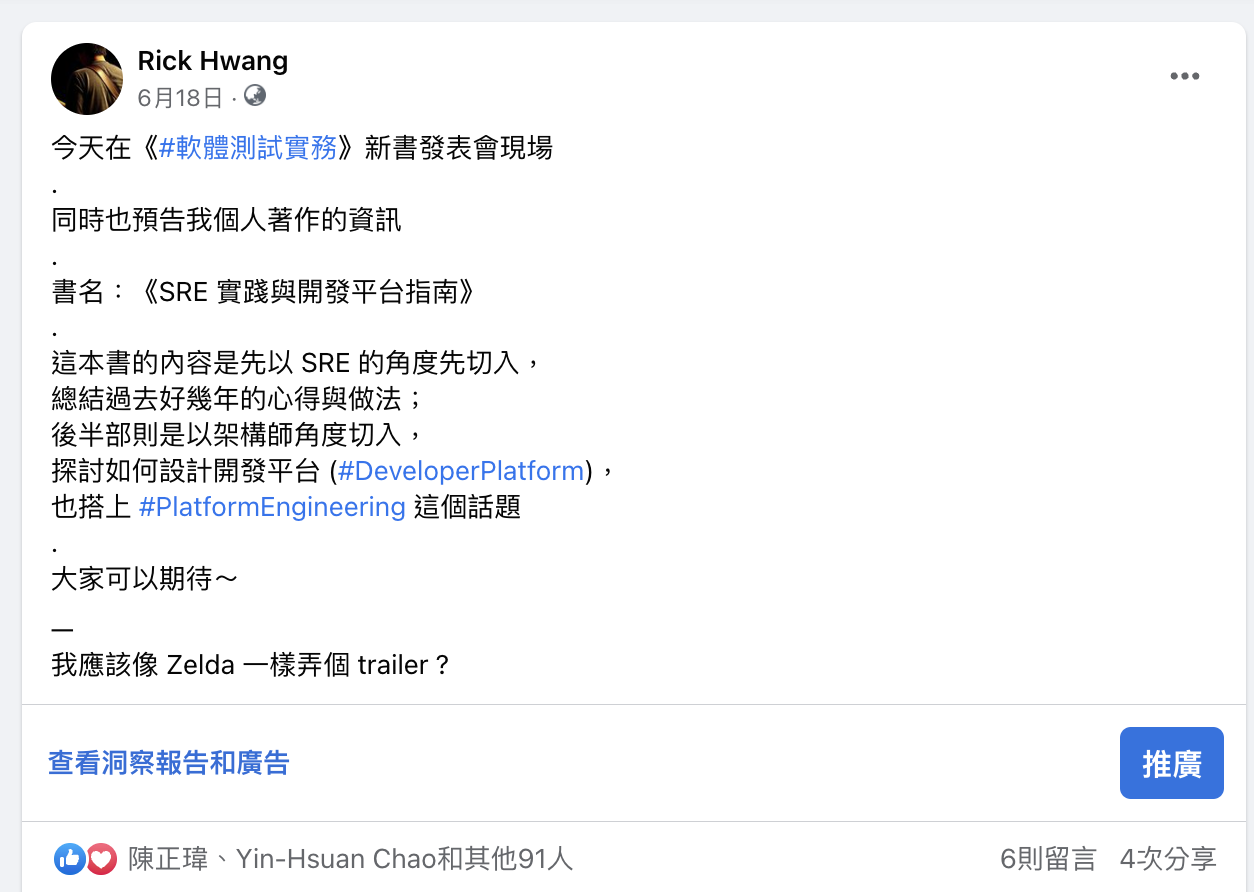 Rick Hwang
6月18日 ·
今天在《#軟體測試實務》新書發表會現場
.
同時也預告我個人著作的資訊
.
書名：《SRE 實踐與開發平台指南》
.
這本書的內容是先以 SRE 的角度先切入，
總結過去好幾年的心得與做法；
後半部則是以架構師角度切入，
探討如何設計開發平台 (#DeveloperPlatform)，
也搭上 #PlatformEngineering 這個話題
.
大家可以期待～
—
我應該像 Zelda 一樣弄個 trailer ?
查看洞察報告和廣告
推廣
陳正瑋、Yin-Hsuan Chao和其他91人
6則留言 4次分享